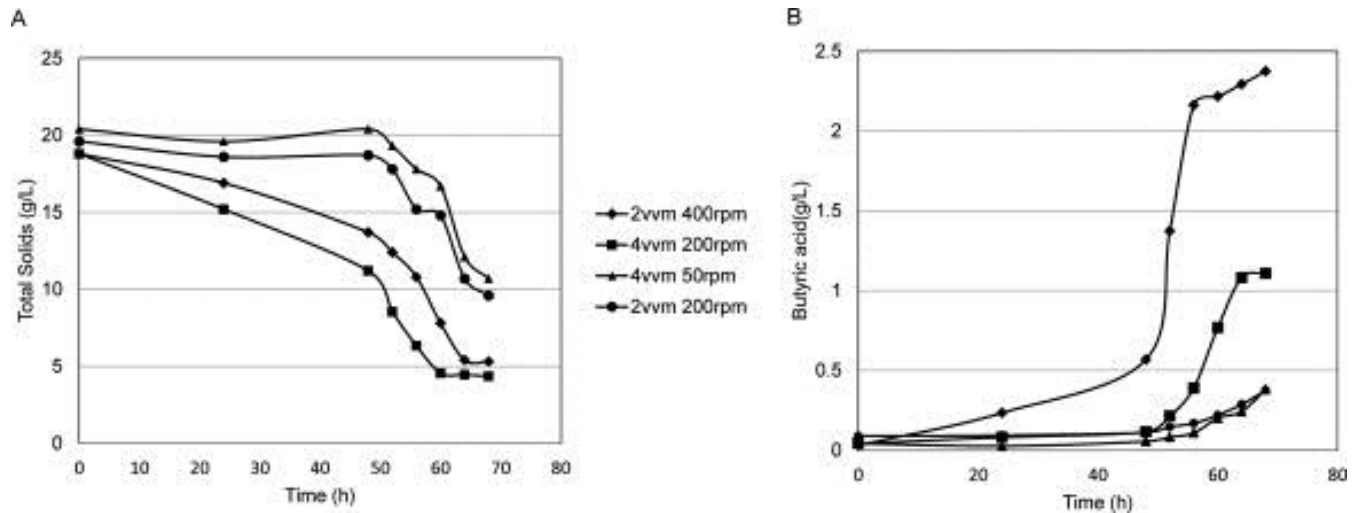 A
25
20
15
10
5
0
Total Solids (g/L)
0 10 20 30 40 50 60 70 80
Time (h)
2vvm 400rpm
4vvm 200rpm
4vvm 50rpm
2vvm 200rpm
B
2.5
2
1.5
1
0.5
0
Butyric acid(g/L)
0 20 40 60 80
Time (h)